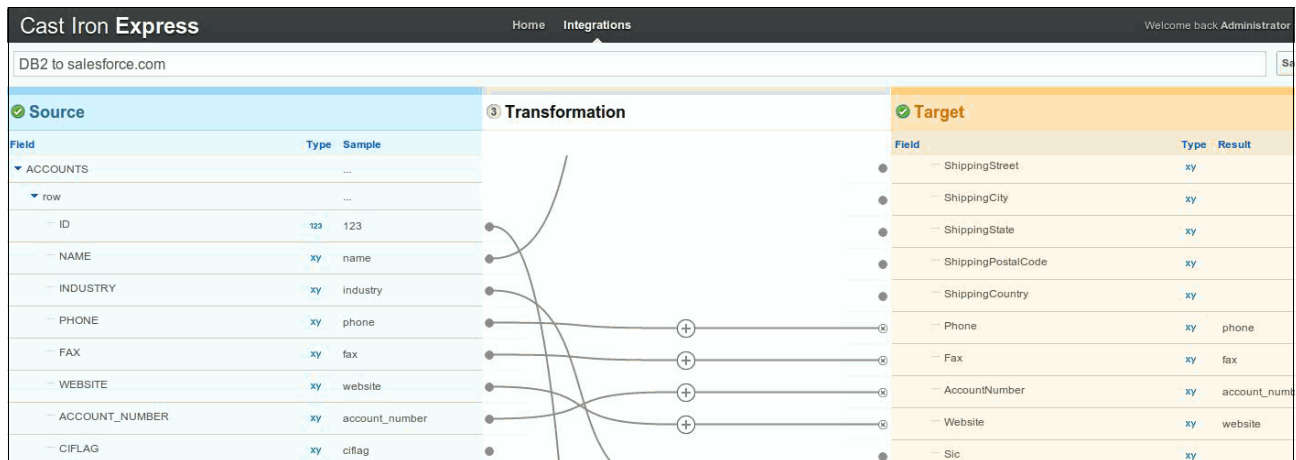 Cast Iron Express Home Integrations Welcome back Administrator
DB2 to salesforce.com Sa
Source 3 Transformation Target
Field Type Sample Field Type Result
ACCOUNTS ... ShippingStreet xy
row ... ShippingCity xy
ID 123 123 ShippingState xy
NAME xy name ShippingPostalCode xy
INDUSTRY xy industry ShippingCountry xy
PHONE xy phone Phone xy phone
FAX xy fax Fax xy fax
WEBSITE xy website AccountNumber xy account_numb
ACCOUNT_NUMBER xy account_number Website xy website
CIFLAG xy ciflag Sic xy